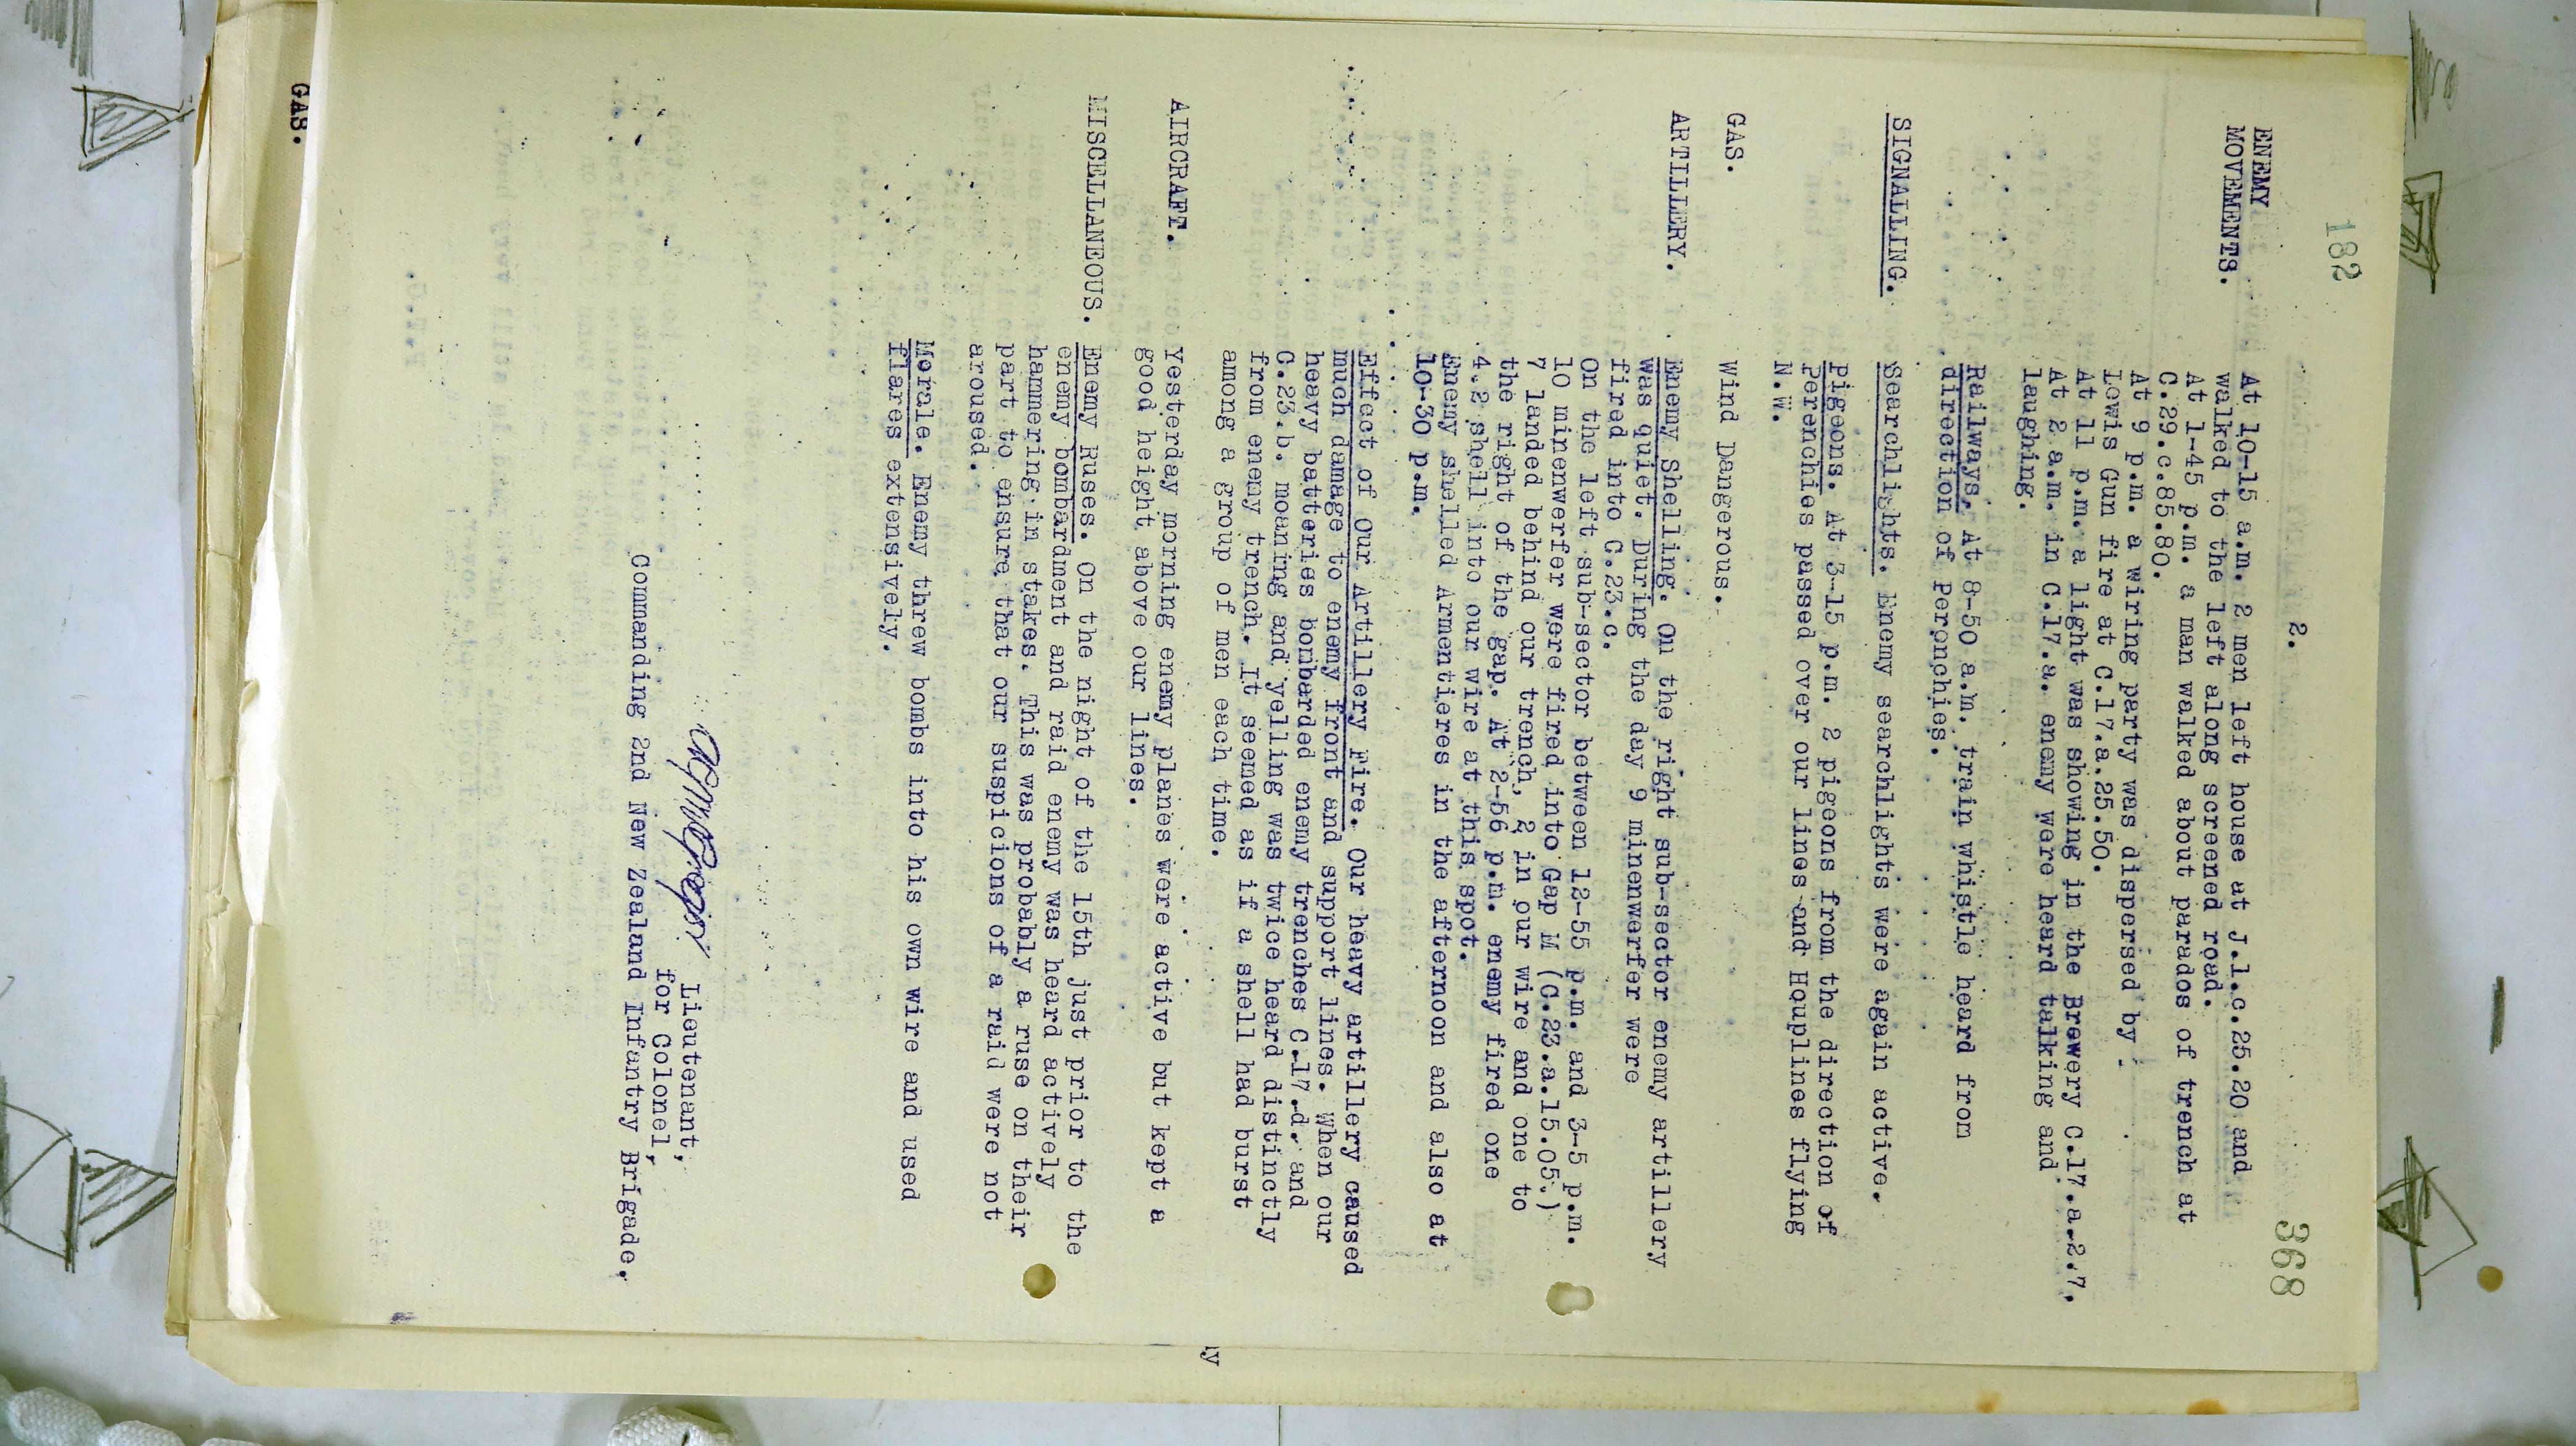 182
368
2.
ENEMY
MOVEMENTS.
At 10-15 a.m. 2 men left house at J.1.c.25.20 and
walked to the left along screened road.
At 1-45 p.m. a man walked about parados of trench at
C.29.c.85.80.
At 9 p.m. a wiring party was dispersed by
Lewis Gun fire at C.17.a.25.50.
At 11 p.m. a light was showing in the Brewery C.17.a.2.7.
At 2 a.m. in C.17.a. enemy were heard talking and
laughing.
Railways. At 8-50 a.m. train whistle heard from
direction of Peronchies.
SIGNALLING.
Searchlights. Enemy searchlights were again active.
Pigeons. At 3-15 p.m. 2 pigeons from the direction of
Perenchies passed over our lines and Houplines flying
N.W.
GAS.
Wind Dangerous.
ARTILLERY.
Enemy Shelling. On the right sub-sector enemy artillery
was quiet. During the day 9 minenwerfer were
fired into C.23.c.
On the left sub-sector between 12-55 p.m. and 3-5 p.m.
10 minenwerfer were fired into Gap M (C.23.a.15.05.)
7 landed behind our trench, 2 in our wire and one to
the right of the gap. At 2-56 p.m. enemy fired one
4.2 shell into our wire at this spot.
Enemy shelled Armentieres in the afternoon and also at
10-30 p.m.
Effect of Our Artillery Fire. Our heavy artillery caused
much damage to enemy front and support lines. When our
heavy batteries bombarded enemy trenches C.17.d. and
C.23.b. moaning and yelling was twice heard distinctly
from enemy trench. It seemed as if a shell had burst
among a group of men each time.
AIRCRAFT.
Yesterday morning enemy planes were active but kept a
good height above our lines.
MISCELLANEOUS.
Enemy Ruses. On the night of the 15th just prior to the
enemy bombardment and raid enemy was heard actively
hammering in stakes. This was probably a ruse on their
part to ensure that our suspicions of a raid were not
aroused.
Morale. Enemy threw bombs into his own wire and used
flares extensively.
Lieutenant,
for Colonel,
Commanding 2nd New Zealand Infantry Brigade.
GAS.